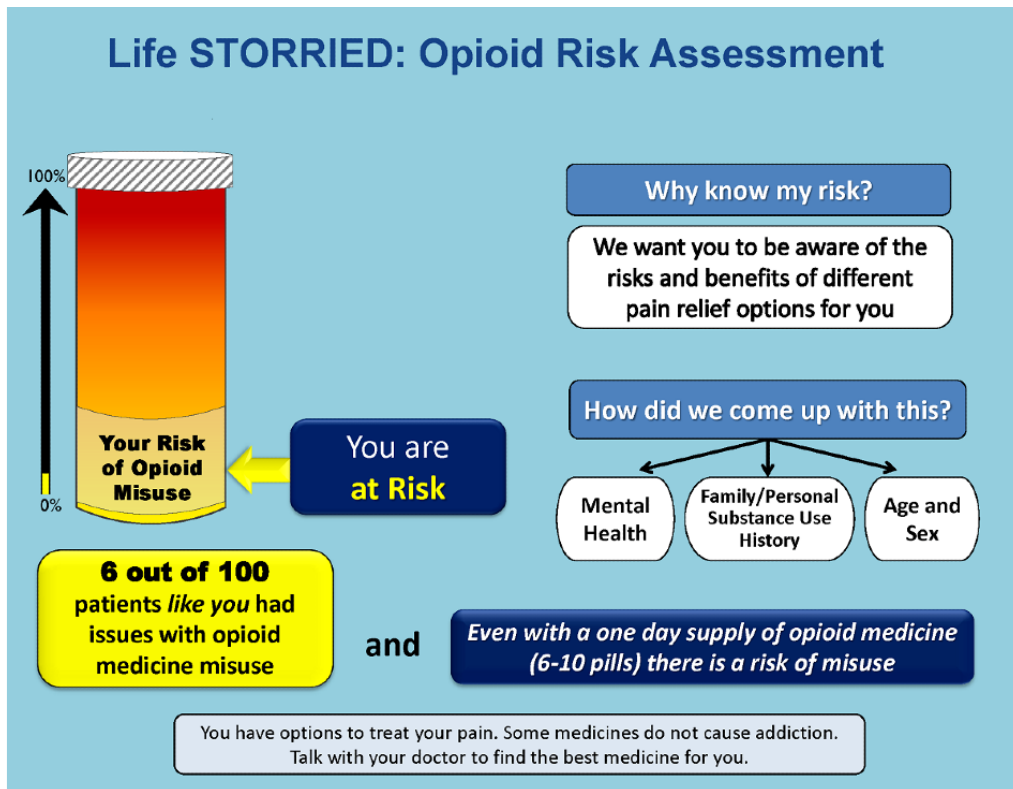 Life STORRIED: Opioid Risk Assessment
100%
0%
Your Risk
of Opioid
Misuse
You are
at Risk
6 out of 100
patients like you had
issues with opioid
medicine misuse
and
Why know my risk?
We want you to be aware of the
risks and benefits of different
pain relief options for you
How did we come up with this?
Mental
Health
Family/Personal
Substance Use
History
Age and
Sex
Even with a one day supply of opioid medicine
(6-10 pills) there is a risk of misuse
You have options to treat your pain. Some medicines do not cause addiction.
Talk with your doctor to find the best medicine for you.